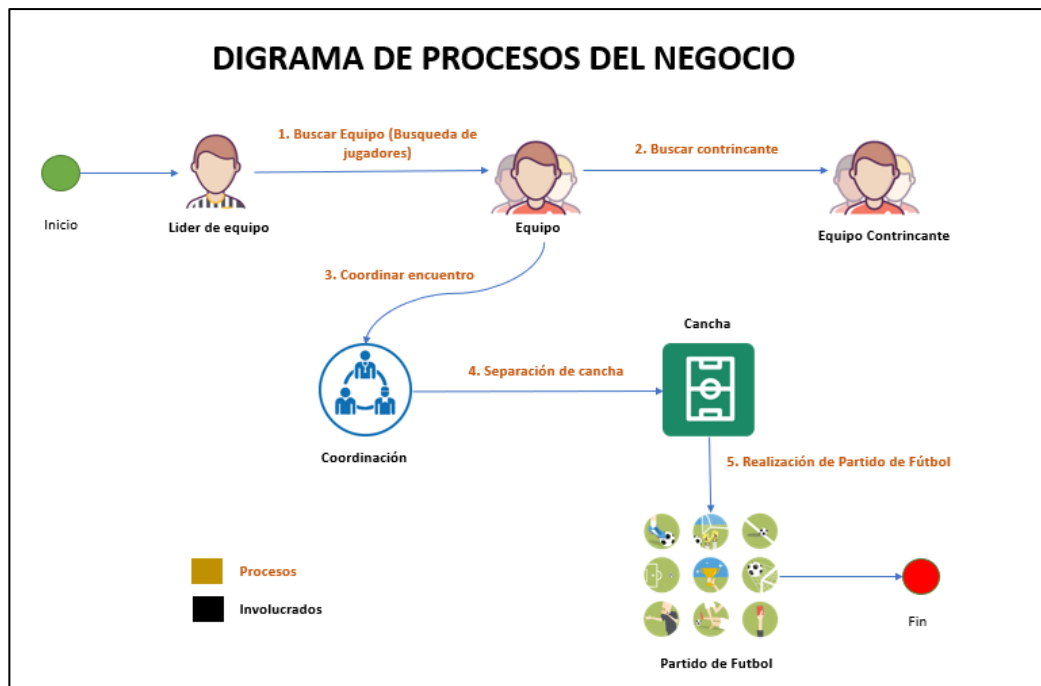 DIGRAMA DE PROCESOS DEL NEGOCIO
1. Buscar Equipo (Busqueda de
jugadores)
2. Buscar contrincante
Inicio
Lider de equipo
Equipo
Equipo Contrincante
3. Coordinar encuentro
Cancha
4. Separación de cancha
Coordinación
5. Realización de Partido de Fútbol
Procesos
Involucrados
Fin
Partido de Futbol